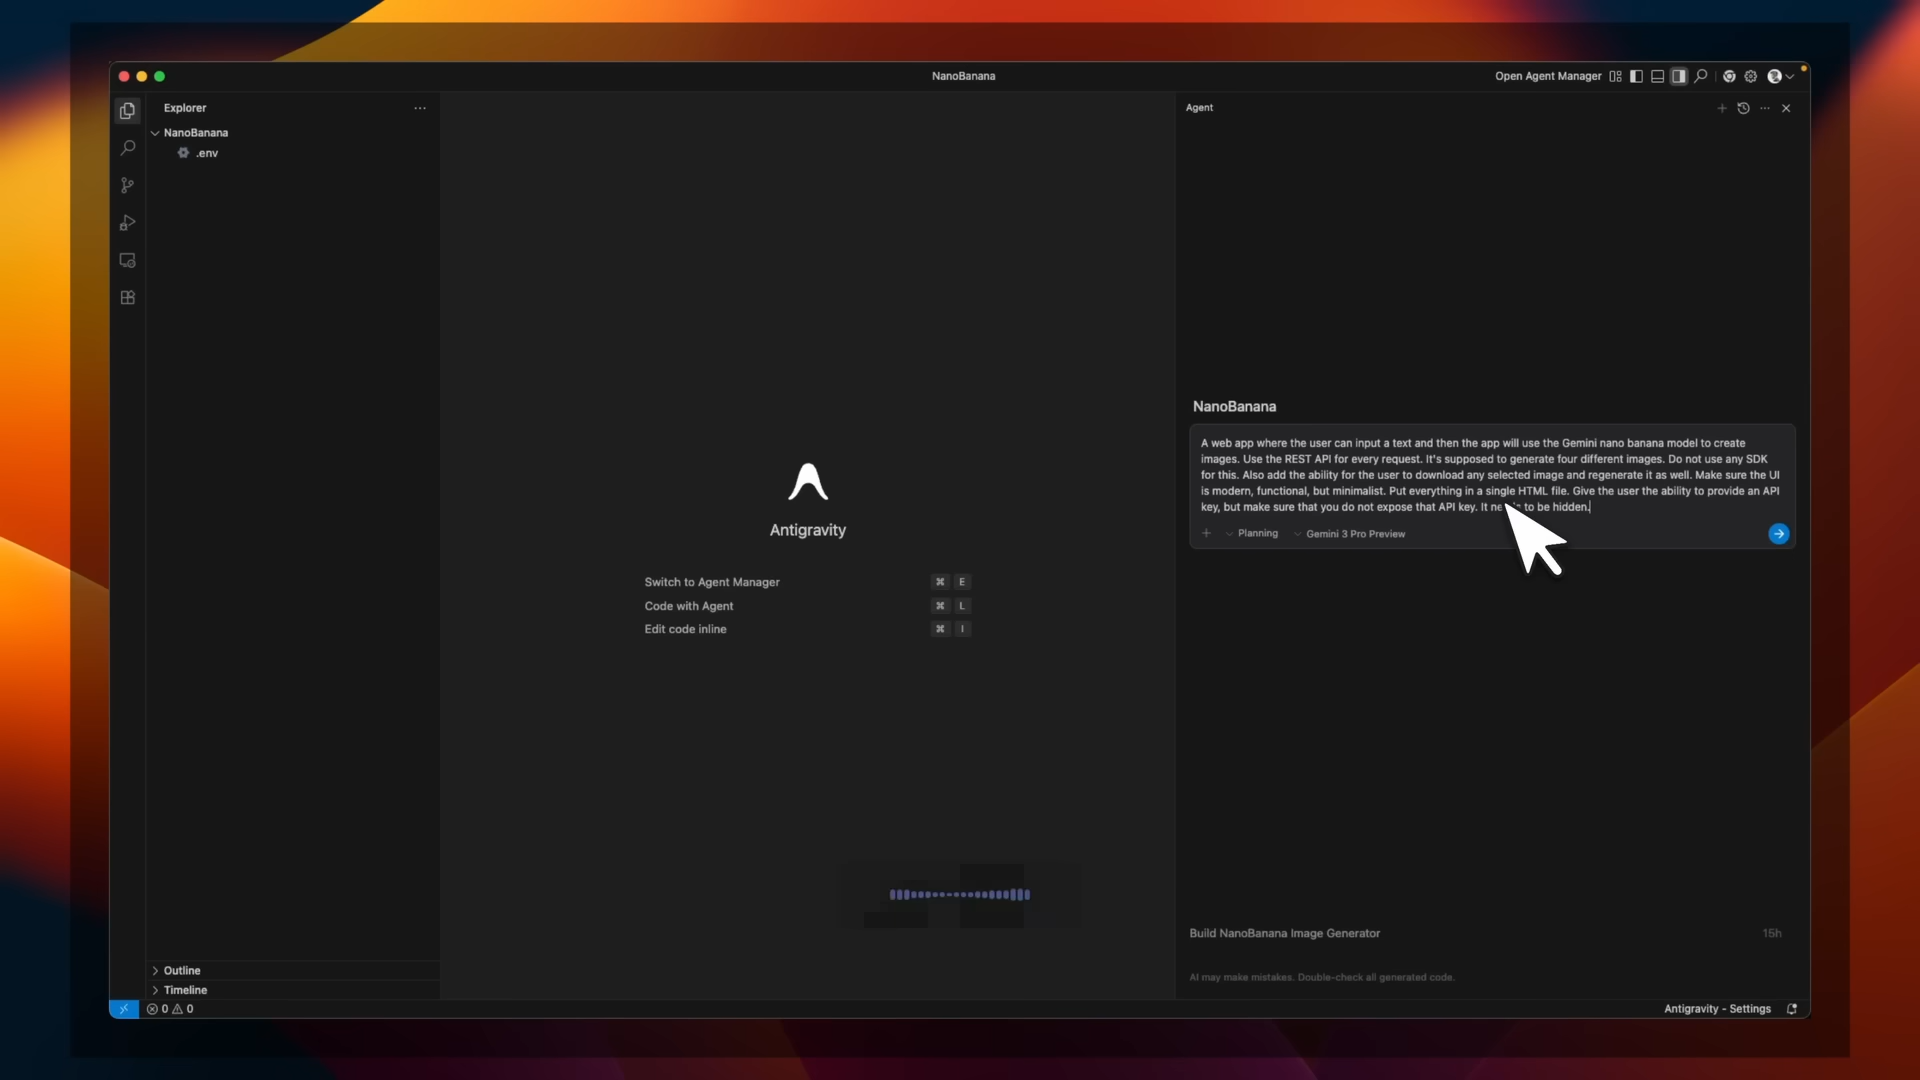 NanoBanana
Open Agent Manager
Explorer
NanoBanana
.env
Agent
Antigravity
Switch to Agent Manager ⌘ E
Code with Agent ⌘ L
Edit code inline ⌘ I
NanoBanana
A web app where the user can input a text and then the app will use the Gemini nano banana model to create
images. Use the REST API for every request. It's supposed to generate four different images. Do not use any SDK
for this. Also add the ability for the user to download any selected image and regenerate it as well. Make sure the UI
is modern, functional, but minimalist. Put everything in a single HTML file. Give the user the ability to provide an API
key, but make sure that you do not expose that API key. It to be hidden.
Planning Gemini 3 Pro Preview
Build NanoBanana Image Generator 15h
AI may make mistakes. Double-check all generated code.
Outline
Timeline
0 0
Antigravity - Settings